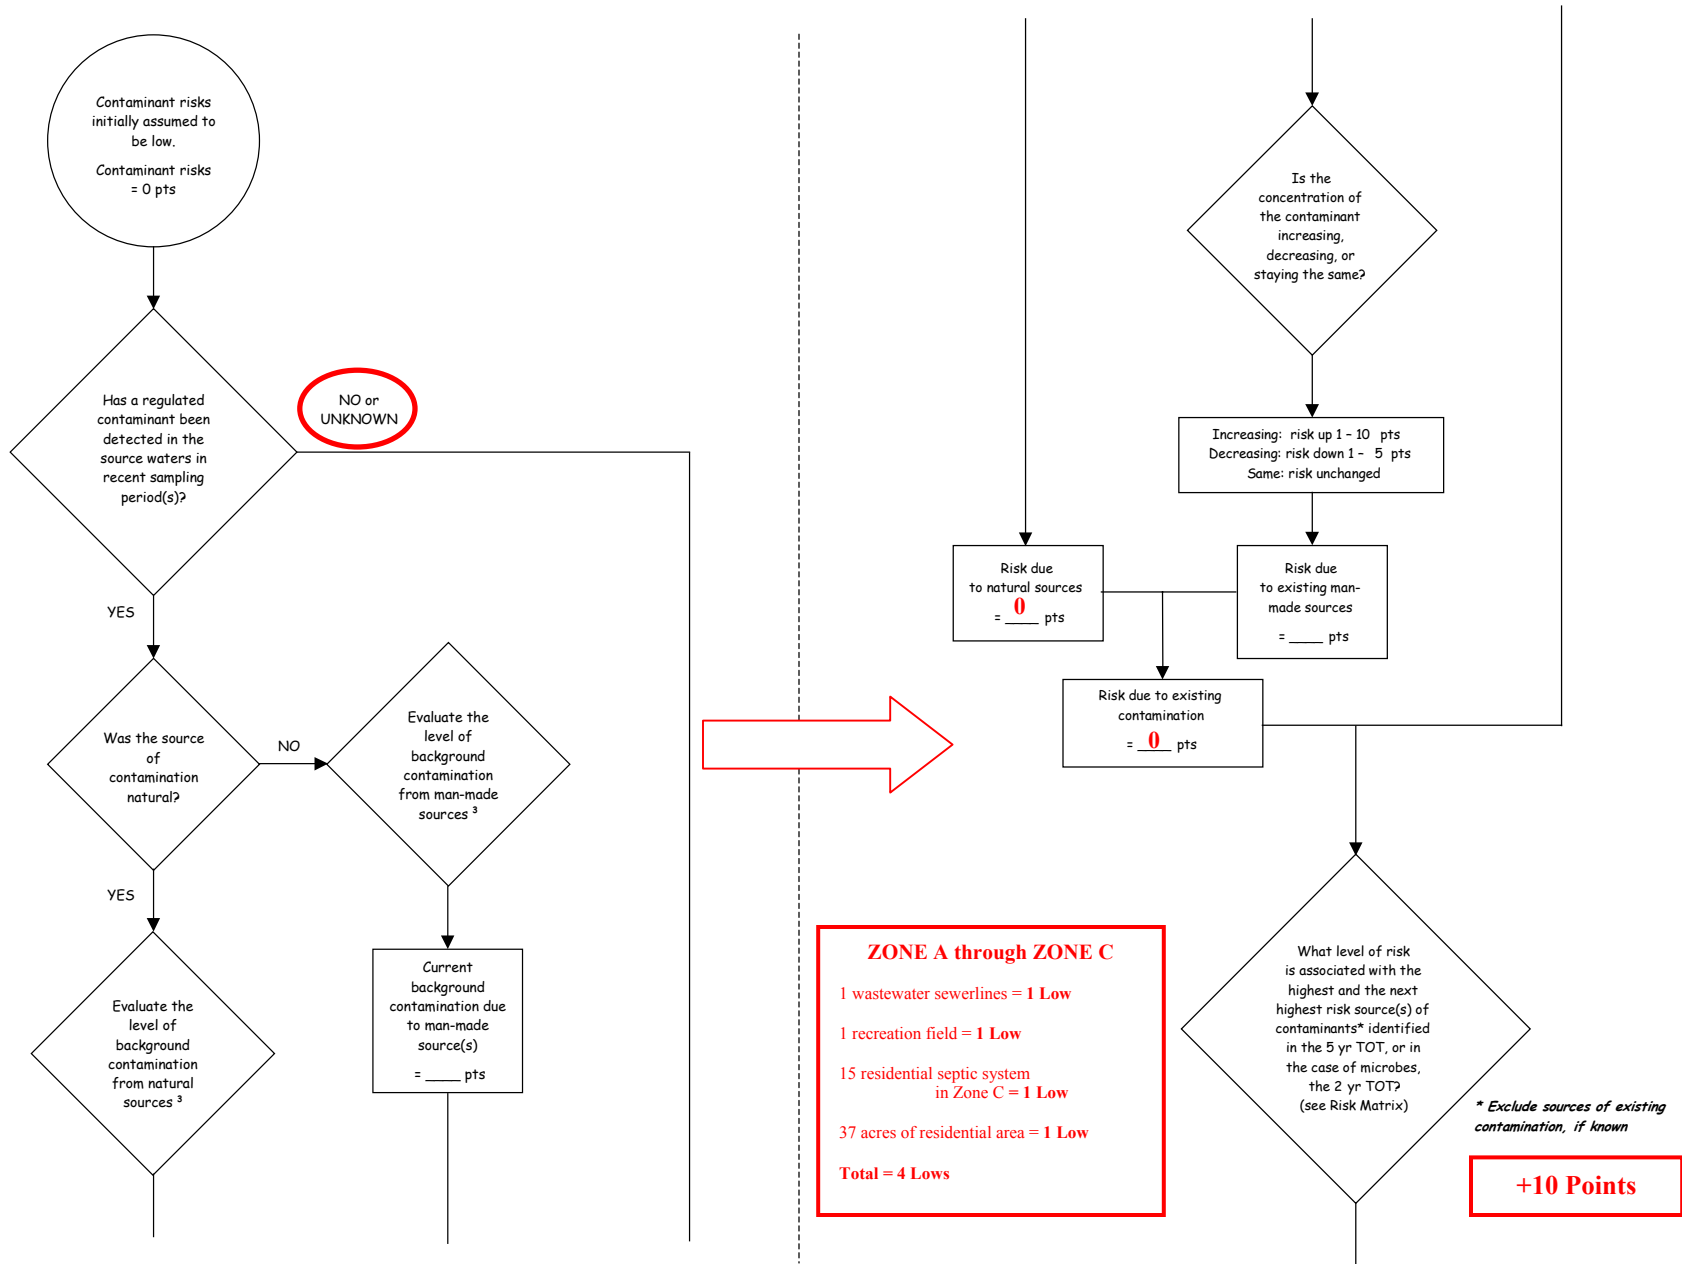 Contaminant risks
initially assumed to
be low.
Contaminant risks
= 0 pts
Has a regulated
contaminant been
detected in the
source waters in
recent sampling
period(s)?
NO or
UNKNOWN
YES
Was the source
of
contamination
natural?
NO
Evaluate the
level of
background
contamination
from man-made
sources ³
YES
Evaluate the
level of
background
contamination
from natural
sources ³
Current
background
contamination due
to man-made
source(s)
= ____ pts
Is the
concentration of
the contaminant
increasing,
decreasing, or
staying the same?
Increasing: risk up 1 – 10 pts
Decreasing: risk down 1 – 5 pts
Same: risk unchanged
Risk due
to natural sources
= 0 pts
Risk due
to existing man-
made sources
= ____ pts
Risk due to existing
contamination
= 0 pts
ZONE A through ZONE C
1 wastewater sewerlines = 1 Low
1 recreation field = 1 Low
15 residential septic system
in Zone C = 1 Low
37 acres of residential area = 1 Low
Total = 4 Lows
What level of risk
is associated with the
highest and the next
highest risk source(s) of
contaminants* identified
in the 5 yr TOT, or in
the case of microbes,
the 2 yr TOT?
(see Risk Matrix)
* Exclude sources of existing
contamination, if known
+10 Points